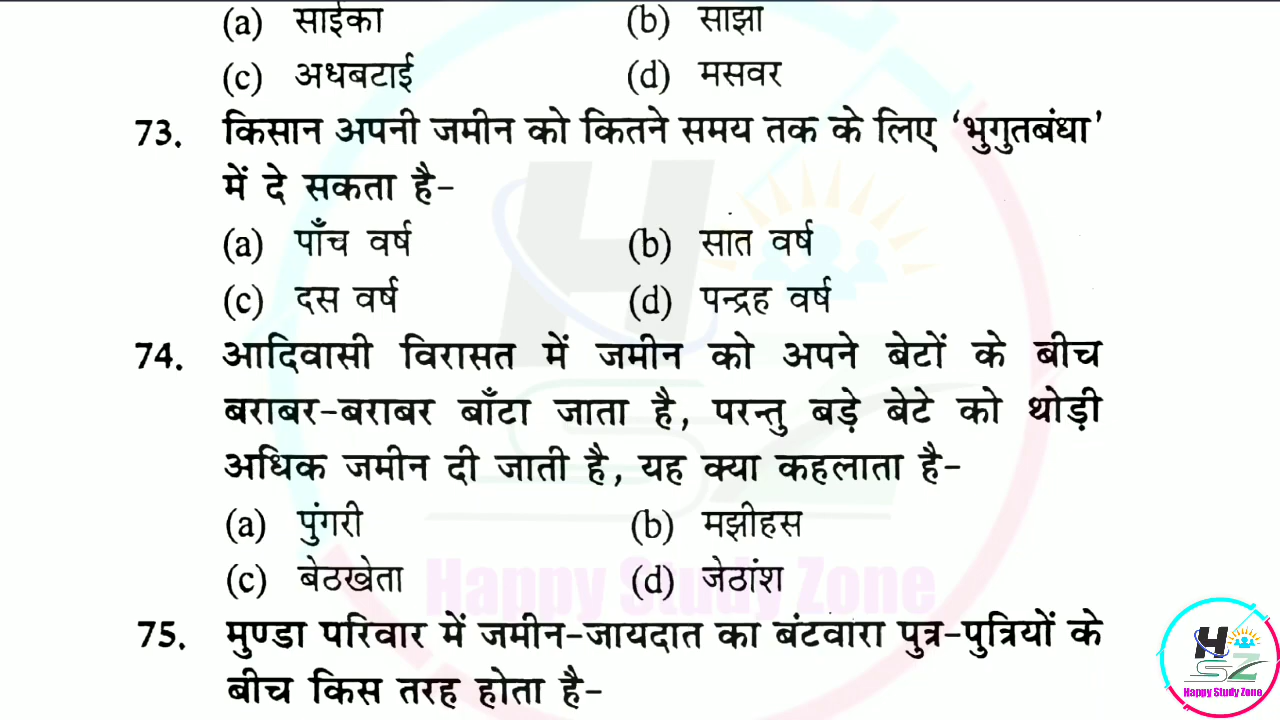 (a) साईका (b) साझा
(c) अधबटाई (d) मसवर
73. किसान अपनी जमीन को कितने समय तक के लिए ‘भुगुतबंधा’
में दे सकता है-
(a) पाँच वर्ष (b) सात वर्ष
(c) दस वर्ष (d) पन्द्रह वर्ष
74. आदिवासी विरासत में जमीन को अपने बेटों के बीच
बराबर-बराबर बाँटा जाता है, परन्तु बड़े बेटे को थोड़ी
अधिक जमीन दी जाती है, यह क्या कहलाता है-
(a) पुंगरी (b) मझीहस
(c) बेठखेता (d) जेठांश
Happy Study Zone
75. मुण्डा परिवार में जमीन-जायदात का बंटवारा पुत्र-पुत्रियों के
बीच किस तरह होता है-
HSZ
Happy Study Zone